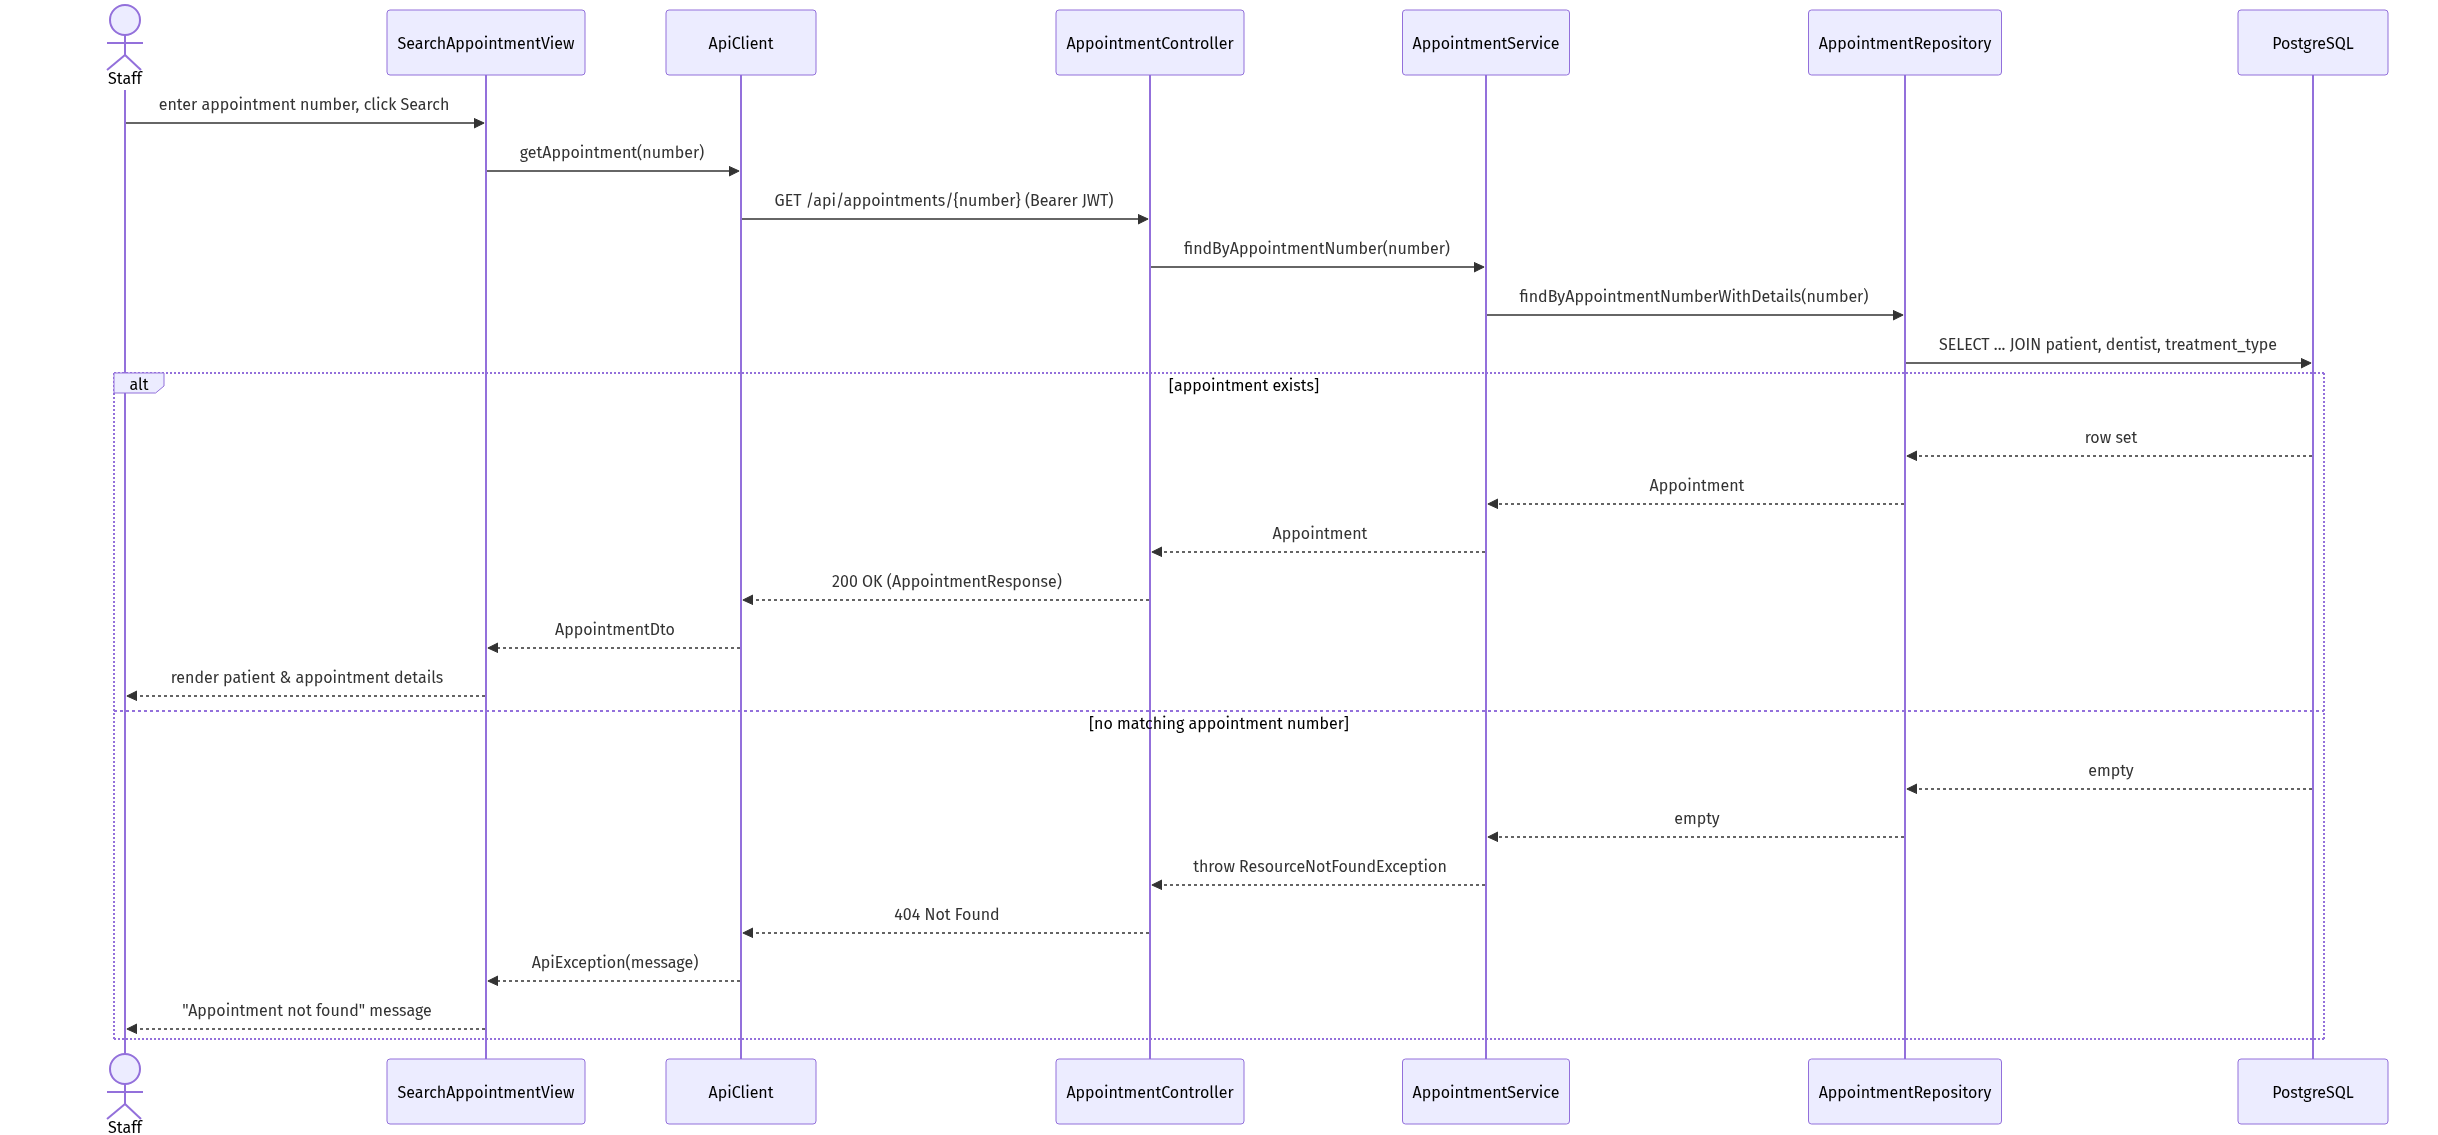 Staff
SearchAppointmentView
ApiClient
AppointmentController
AppointmentService
AppointmentRepository
PostgreSQL
enter appointment number, click Search
getAppointment(number)
GET /api/appointments/{number} (Bearer JWT)
findByAppointmentNumber(number)
findByAppointmentNumberWithDetails(number)
SELECT ... JOIN patient, dentist, treatment_type
alt
[appointment exists]
row set
Appointment
Appointment
200 OK (AppointmentResponse)
AppointmentDto
render patient & appointment details
[no matching appointment number]
empty
empty
throw ResourceNotFoundException
404 Not Found
ApiException(message)
"Appointment not found" message
Staff
SearchAppointmentView
ApiClient
AppointmentController
AppointmentService
AppointmentRepository
PostgreSQL